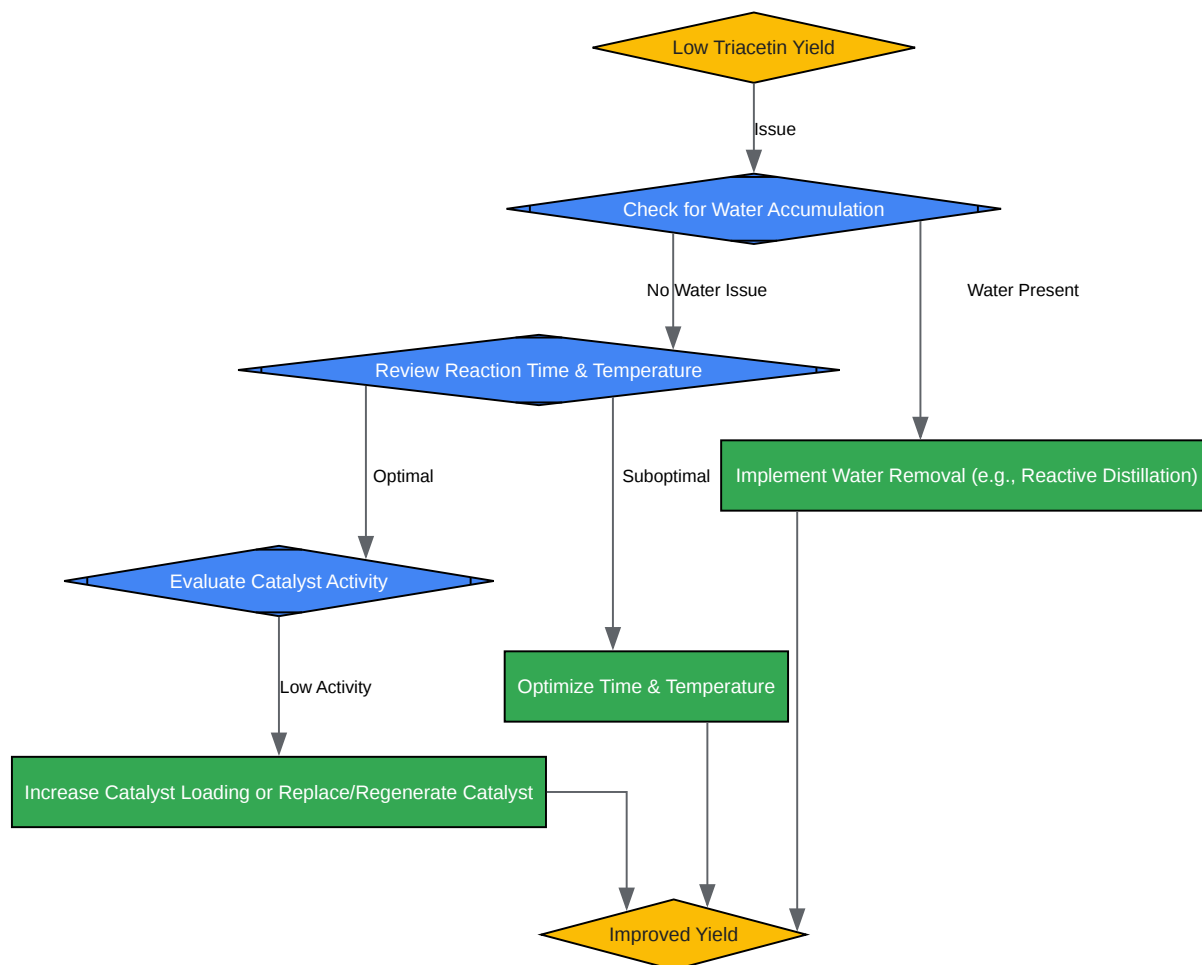 Low Triacetin Yield
Issue
Check for Water Accumulation
No Water Issue
Water Present
Review Reaction Time & Temperature
Optimal
Suboptimal
Implement Water Removal (e.g., Reactive Distillation)
Evaluate Catalyst Activity
Low Activity
Optimize Time & Temperature
Increase Catalyst Loading or Replace/Regenerate Catalyst
Improved Yield